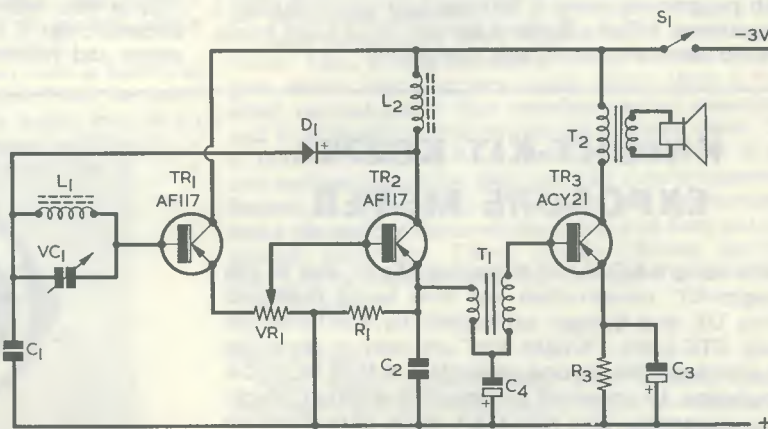 S1
−3V
L2
D1
T2
TR1
AF117
TR2
AF117
TR3
ACY21
L1
VC1
T1
VR1
R1
C1
C2
C4
R3
C3
+
+
+
+